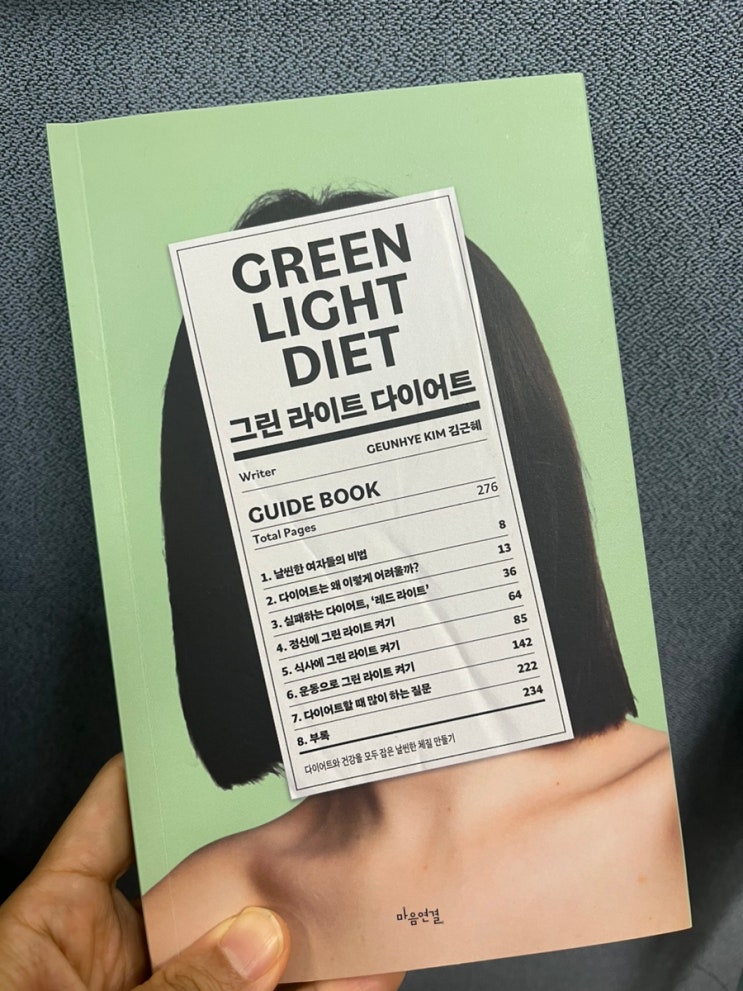 GREEN
LIGHT
DIET
그린 라이트 다이어트
Writer GEUNHYE KIM 김근혜
GUIDE BOOK
Total Pages 276
1. 날씬한 여자들의 비법 8
2. 다이어트는 왜 이렇게 어려울까? 13
3. 실패하는 다이어트, ‘레드 라이트’ 36
4. 정신에 그린 라이트 켜기 64
5. 식사에 그린 라이트 켜기 85
6. 운동으로 그린 라이트 켜기 142
7. 다이어트할 때 많이 하는 질문 222
8. 부록 234
다이어트와 건강을 모두 잡은 날씬한 체질 만들기
마음연결